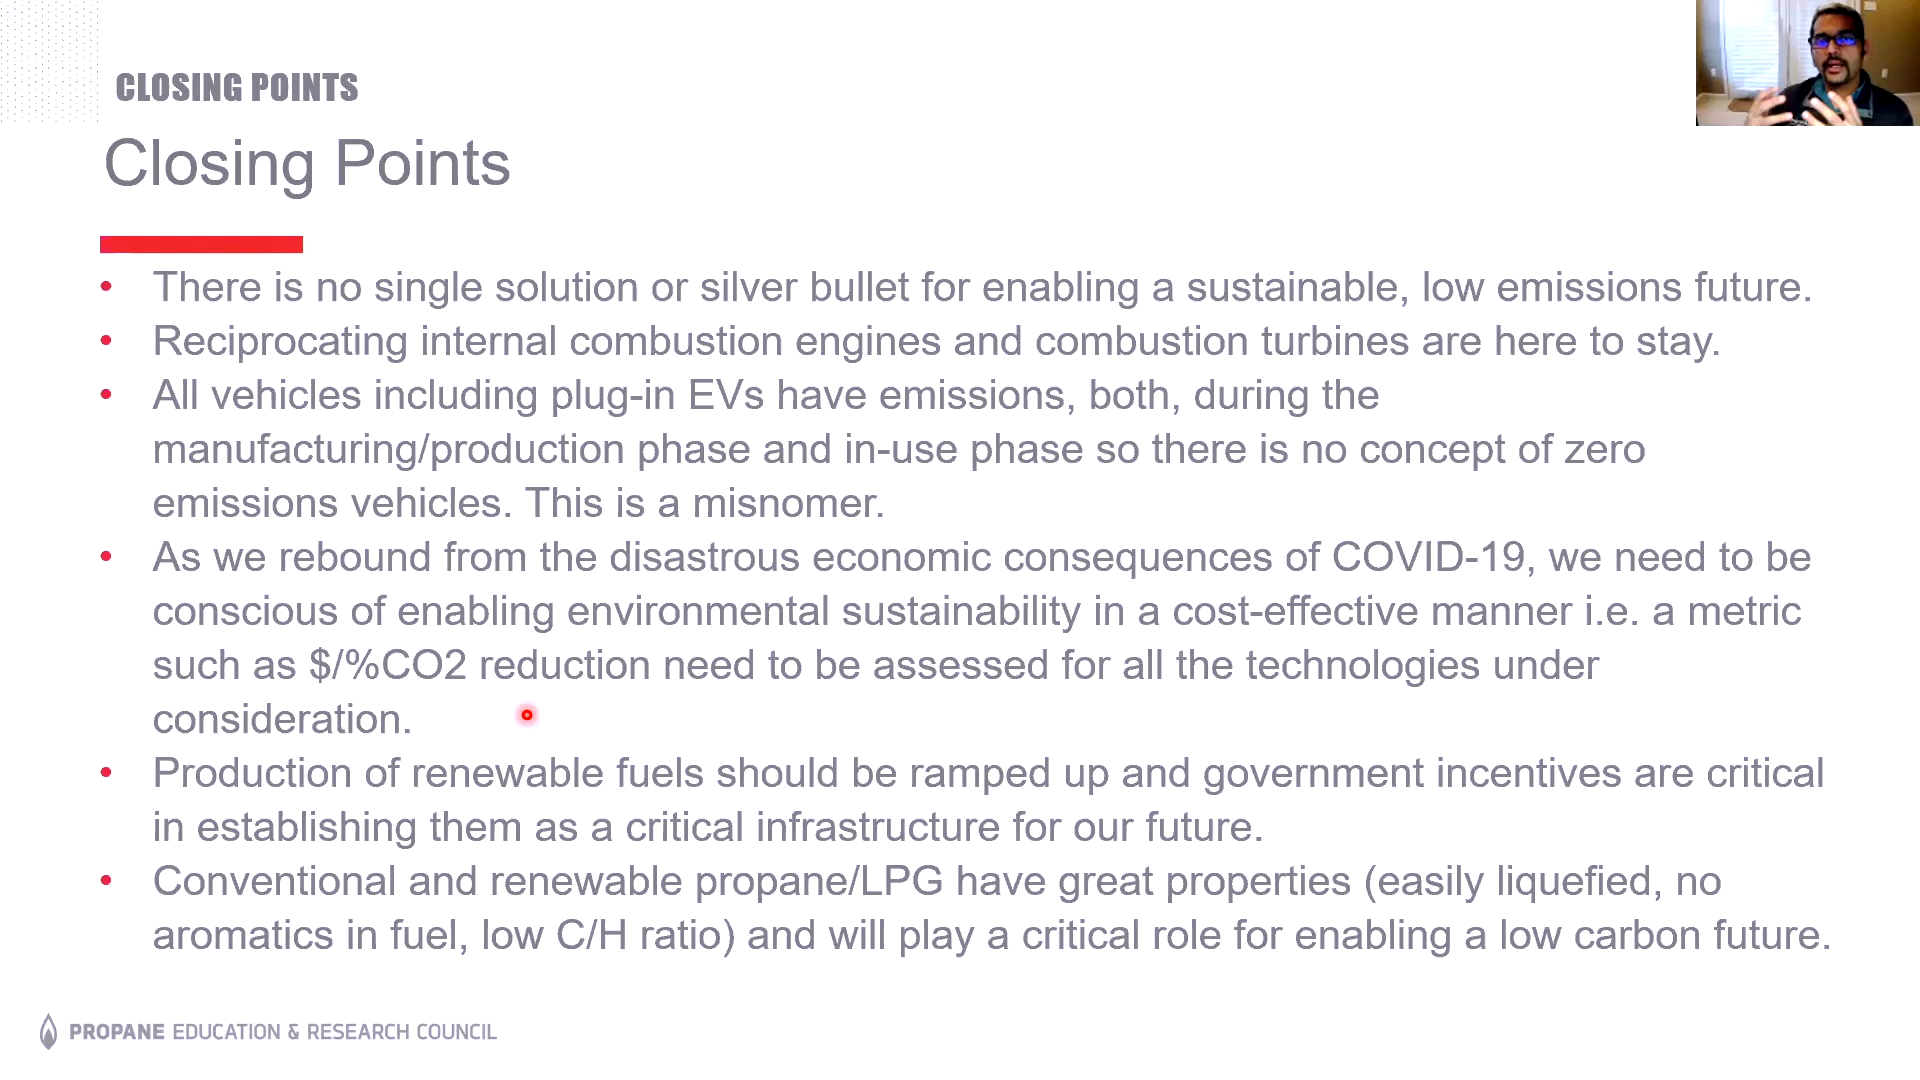 CLOSING POINTS
Closing Points
• There is no single solution or silver bullet for enabling a sustainable, low emissions future.
• Reciprocating internal combustion engines and combustion turbines are here to stay.
• All vehicles including plug-in EVs have emissions, both, during the
manufacturing/production phase and in-use phase so there is no concept of zero
emissions vehicles. This is a misnomer.
• As we rebound from the disastrous economic consequences of COVID-19, we need to be
conscious of enabling environmental sustainability in a cost-effective manner i.e. a metric
such as $/%CO2 reduction need to be assessed for all the technologies under
consideration.
• Production of renewable fuels should be ramped up and government incentives are critical
in establishing them as a critical infrastructure for our future.
• Conventional and renewable propane/LPG have great properties (easily liquefied, no
aromatics in fuel, low C/H ratio) and will play a critical role for enabling a low carbon future.
PROPANE EDUCATION & RESEARCH COUNCIL